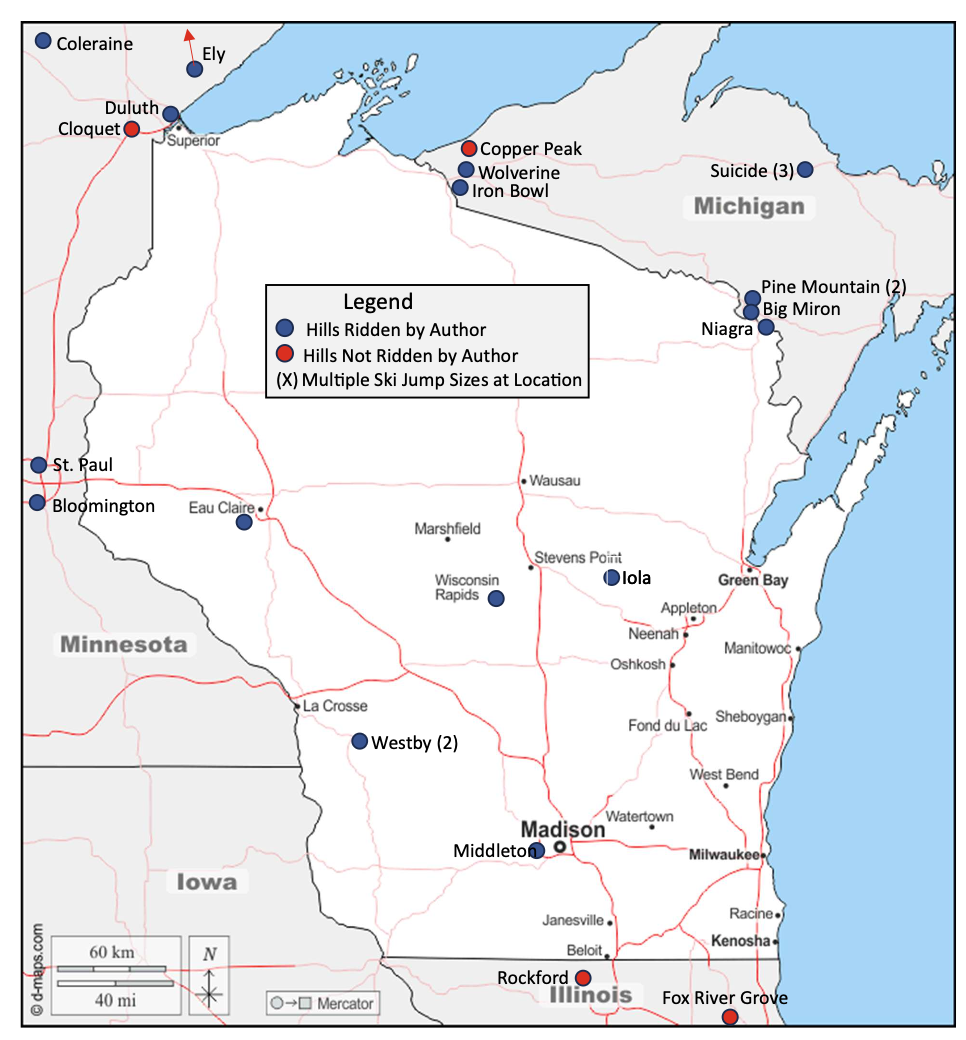 Coleraine
Ely
Duluth
Cloquet
Superior
Copper Peak
Wolverine
Iron Bowl
Suicide (3)
Michigan
Pine Mountain (2)
Big Miron
Niagra
Legend
Hills Ridden by Author
Hills Not Ridden by Author
(X) Multiple Ski Jump Sizes at Location
St. Paul
Bloomington
Eau Claire
Wausau
Marshfield
Stevens Point
Wisconsin
Rapids
Iola
Green Bay
Appleton
Neenah
Manitowoc
Oshkosh
Minnesota
La Crosse
Fond du Lac
Sheboygan
Westby (2)
West Bend
Watertown
Madison
Middleton
Milwaukee
Iowa
Janesville
Racine
Beloit
Kenosha
Rockford
Illinois
Fox River Grove
© d-maps.com
60 km
40 mi
N
Mercator